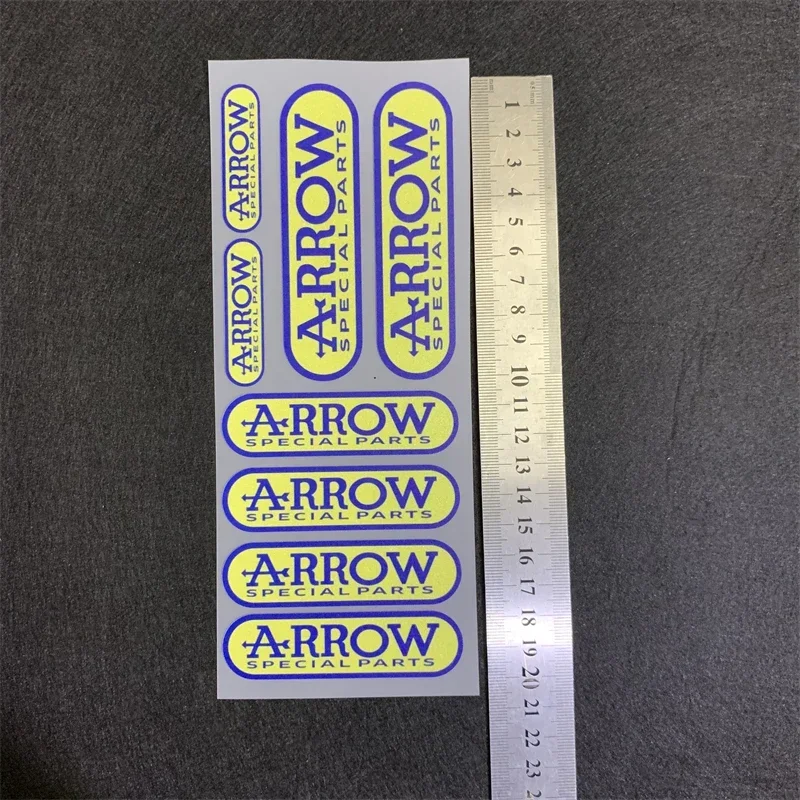 ARROW
SPECIAL PARTS
ARROW
SPECIAL PARTS
ARROW
SPECIAL PARTS
ARROW
SPECIAL PARTS
ARROW
SPECIAL PARTS
ARROW
SPECIAL PARTS
ARROW
SPECIAL PARTS
ARROW
SPECIAL PARTS
1
2
3
4
5
6
7
8
9
10
11
12
13
14
15
16
17
18
19
20
21
22
23